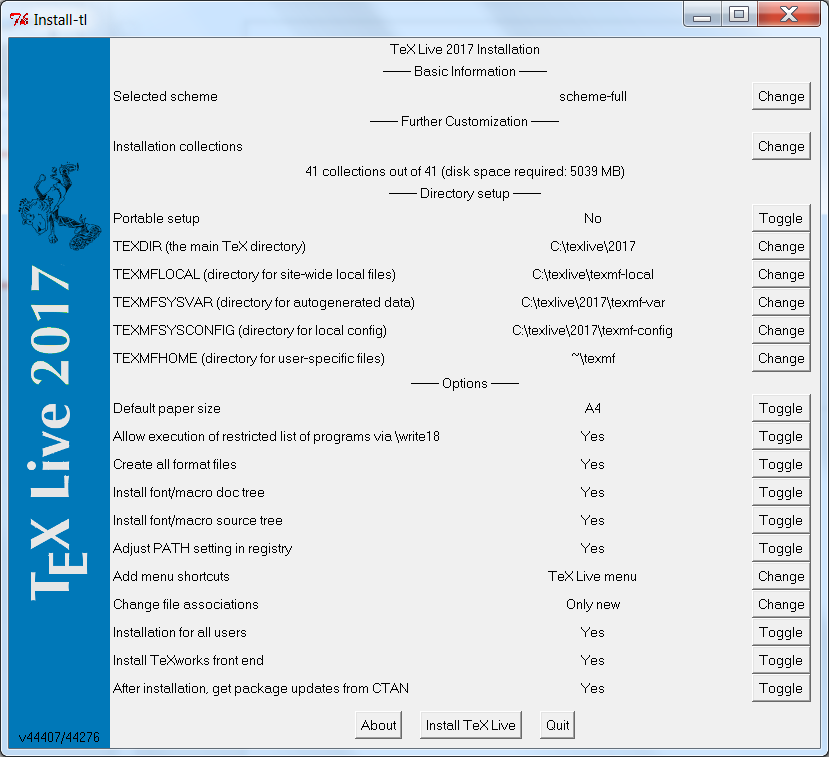 Install-tl
TeX Live 2017 Installation
Basic Information
Selected scheme scheme-full Change
Further Customization
Installation collections Change
41 collections out of 41 (disk space required: 5039 MB)
Directory setup
Portable setup No Toggle
TEXDIR (the main TeX directory) C:\texlive\2017 Change
TEXMFLOCAL (directory for site-wide local files) C:\texlive\texmf-local Change
TEXMFSYSVAR (directory for autogenerated data) C:\texlive\2017\texmf-var Change
TEXMFSYSCONFIG (directory for local config) C:\texlive\2017\texmf-config Change
TEXMFHOME (directory for user-specific files) ~\texmf Change
Options
Default paper size A4 Toggle
Allow execution of restricted list of programs via \write18 Yes Toggle
Create all format files Yes Toggle
Install font/macro doc tree Yes Toggle
Install font/macro source tree Yes Toggle
Adjust PATH setting in registry Yes Toggle
Add menu shortcuts TeX Live menu Change
Change file associations Only new Change
Installation for all users Yes Toggle
Install TeXworks front end Yes Toggle
After installation, get package updates from CTAN Yes Toggle
About Install TeX Live Quit
TEX Live 2017
v44407/44276